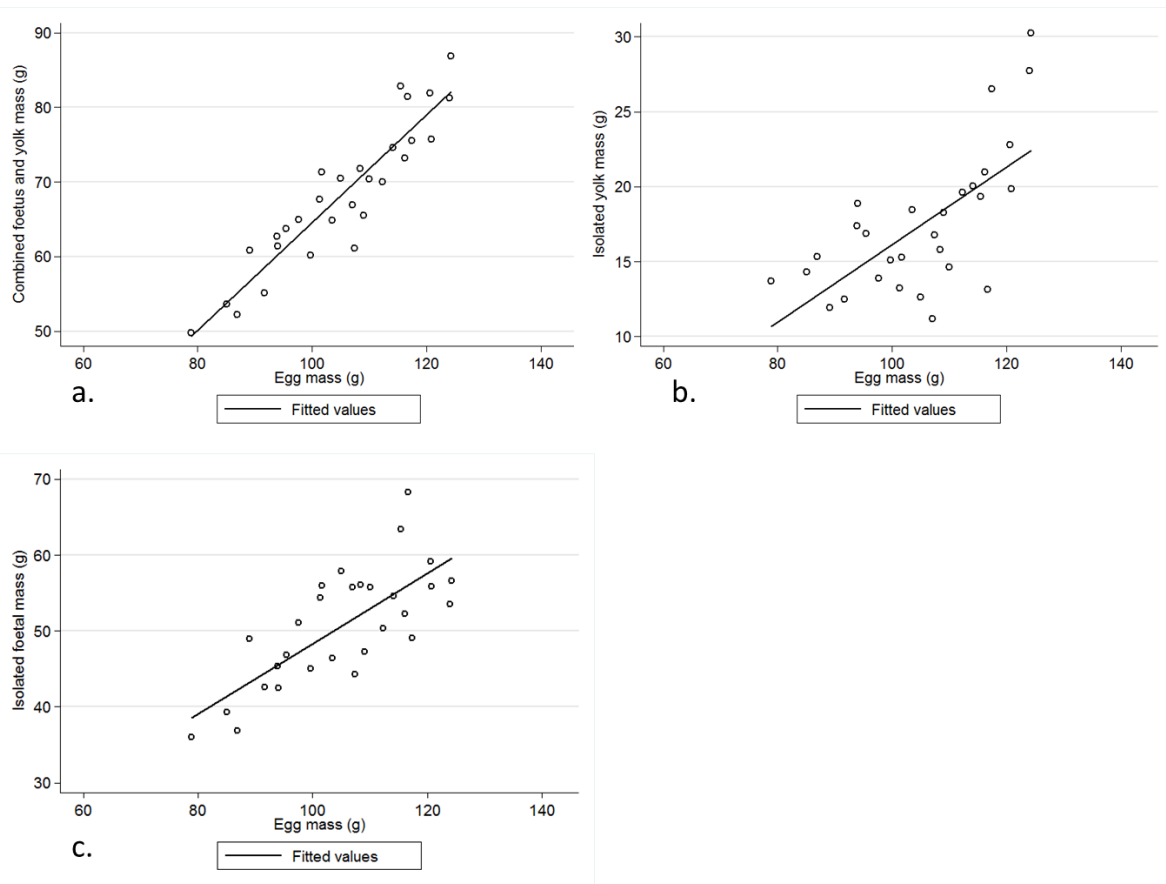 Combined foetus and yolk mass (g)
90
80
70
60
50
60 80 100 120 140
Egg mass (g)
a.
Fitted values
Isolated yolk mass (g)
30
25
20
15
10
60 80 100 120 140
Egg mass (g)
b.
Fitted values
Isolated foetal mass (g)
70
60
50
40
30
60 80 100 120 140
Egg mass (g)
c.
Fitted values